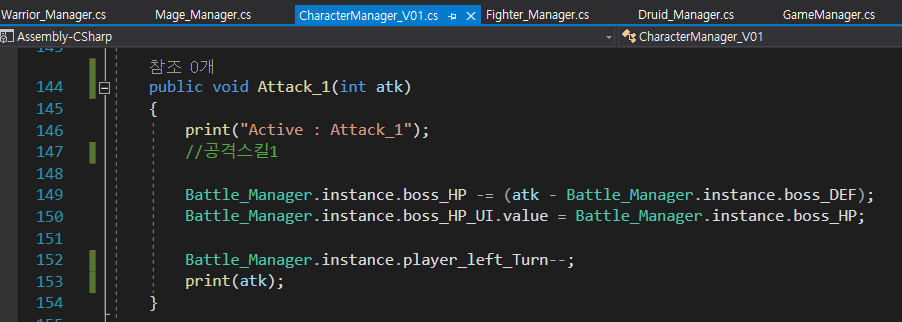 Warrior_Manager.cs Mage_Manager.cs CharacterManager_V01.cs Fighter_Manager.cs Druid_Manager.cs GameManager.cs
Assembly-CSharp CharacterManager_V01
143
참조 0개
144 public void Attack_1(int atk)
145 {
146 print("Active : Attack_1");
147 //공격스킬1
148
149 Battle_Manager.instance.boss_HP -= (atk - Battle_Manager.instance.boss_DEF);
150 Battle_Manager.instance.boss_HP_UI.value = Battle_Manager.instance.boss_HP;
151
152 Battle_Manager.instance.player_left_Turn--;
153 print(atk);
154 }
155